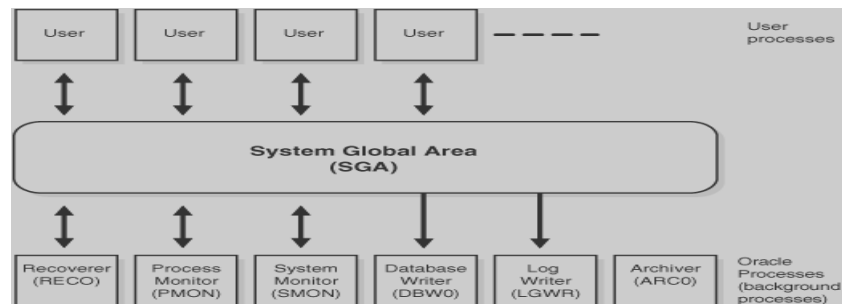 User
User
User
User
User
processes
System Global Area
(SGA)
Recoverer
(RECO)
Process
Monitor
(PMON)
System
Monitor
(SMON)
Database
Writer
(DBW0)
Log
Writer
(LGWR)
Archiver
(ARC0)
Oracle
Processes
(background
processes)